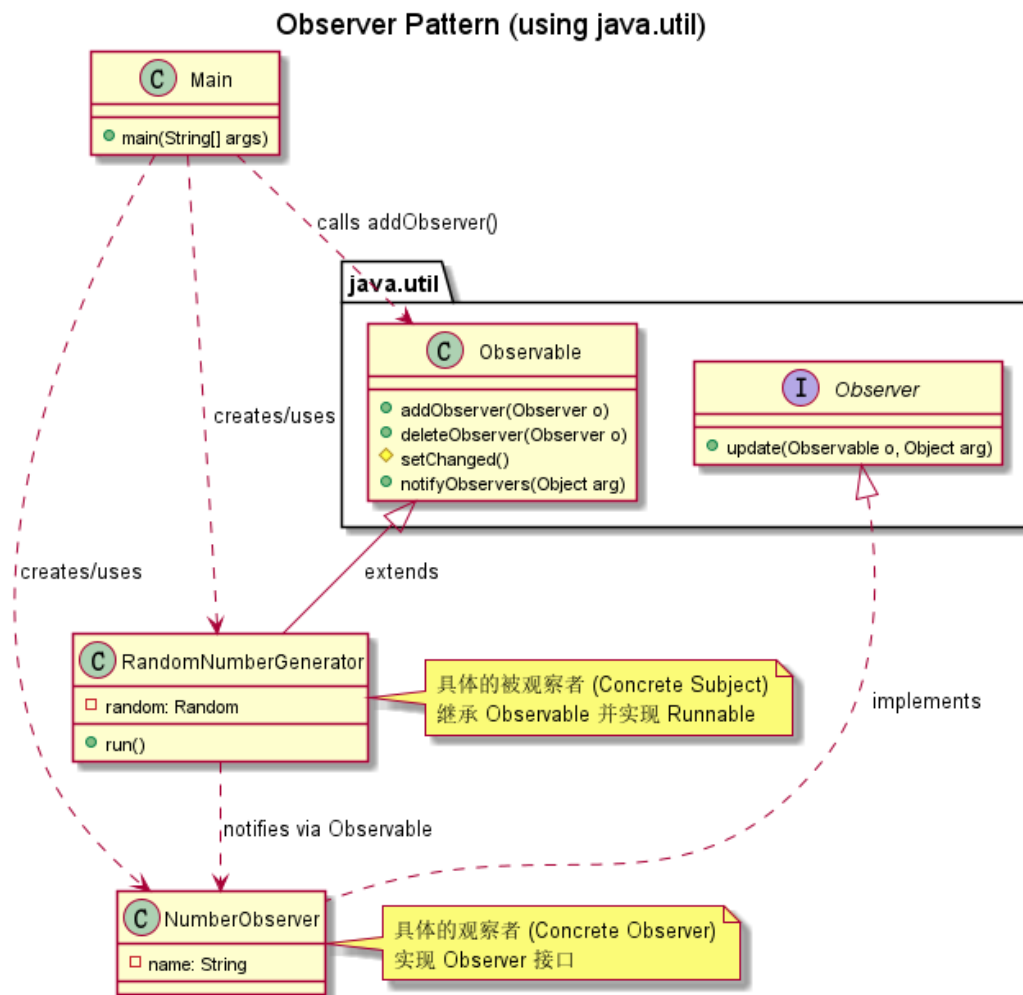 Observer Pattern (using java.util)
C Main
main(String[] args)
calls addObserver()
java.util
C Observable
addObserver(Observer o)
deleteObserver(Observer o)
setChanged()
notifyObservers(Object arg)
I Observer
update(Observable o, Object arg)
creates/uses
creates/uses
extends
implements
C RandomNumberGenerator
random: Random
run()
具体的被观察者 (Concrete Subject)
继承 Observable 并实现 Runnable
notifies via Observable
C NumberObserver
name: String
具体的观察者 (Concrete Observer)
实现 Observer 接口